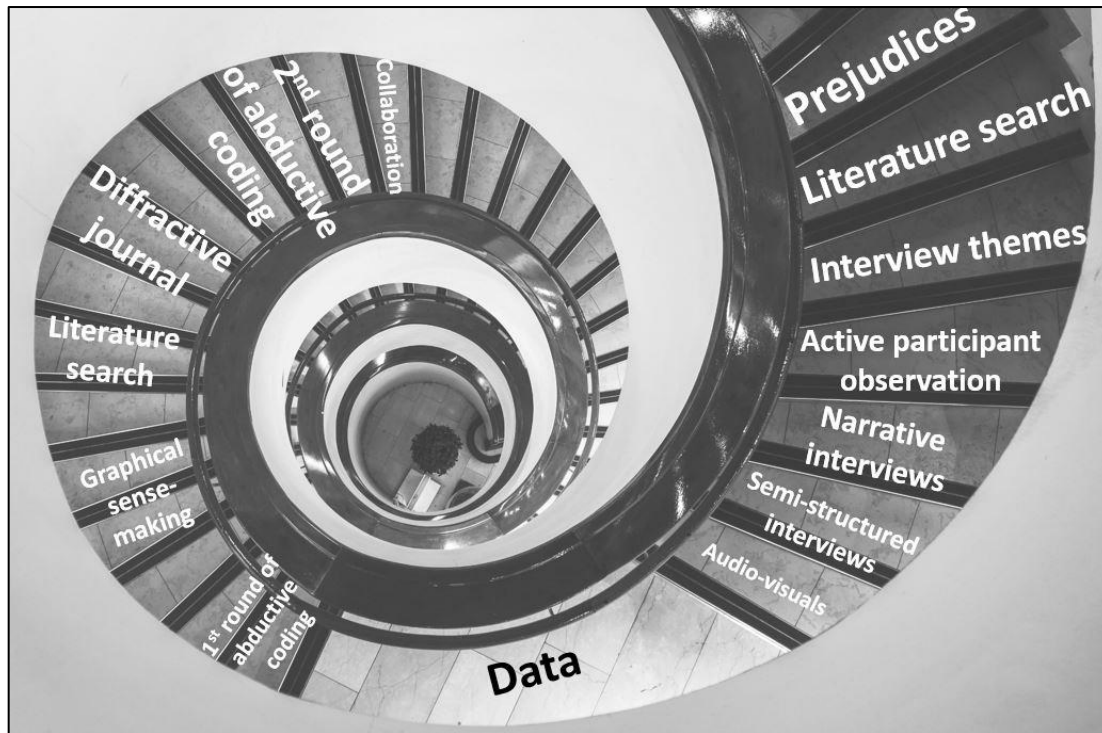 Prejudices
Literature search
Interview themes
Active participant
observation
Narrative
interviews
Semi-structured
interviews
Audio-visuals
Data
1st round of
abductive
coding
Graphical
sense-
making
Literature
search
Diffractive
journal
2nd round
of abductive
coding
Collaboration